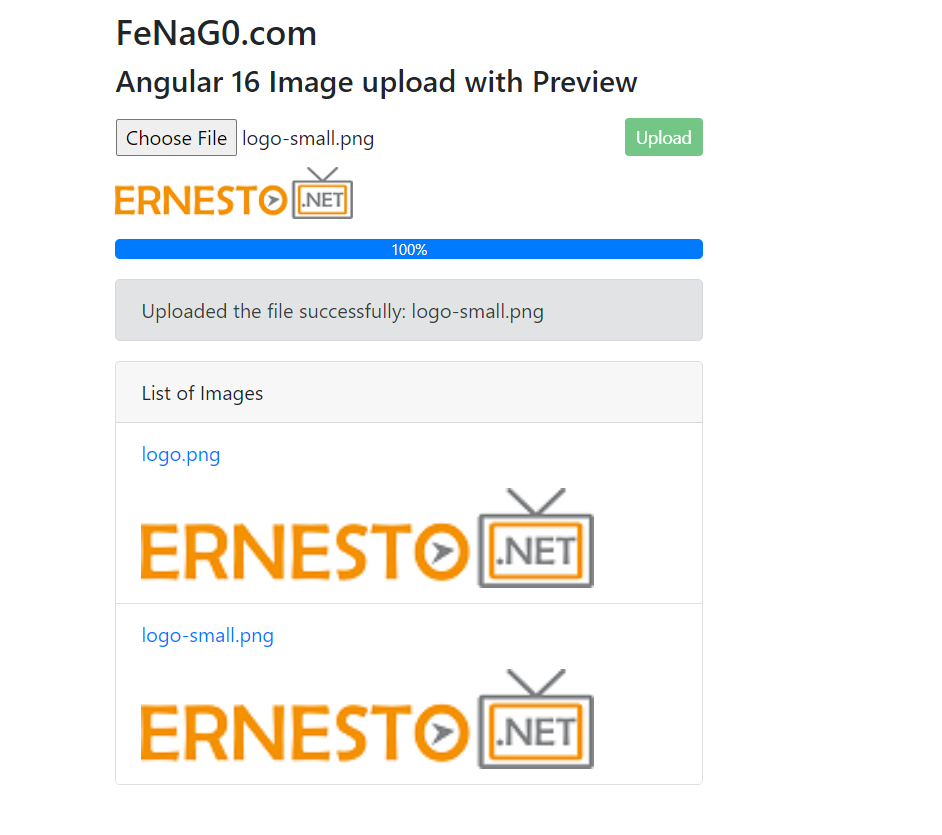 FeNaG0.com
Angular 16 Image upload with Preview
Choose File logo-small.png Upload
ERNESTO .NET
100%
Uploaded the file successfully: logo-small.png
List of Images
logo.png
ERNESTO .NET
logo-small.png
ERNESTO .NET